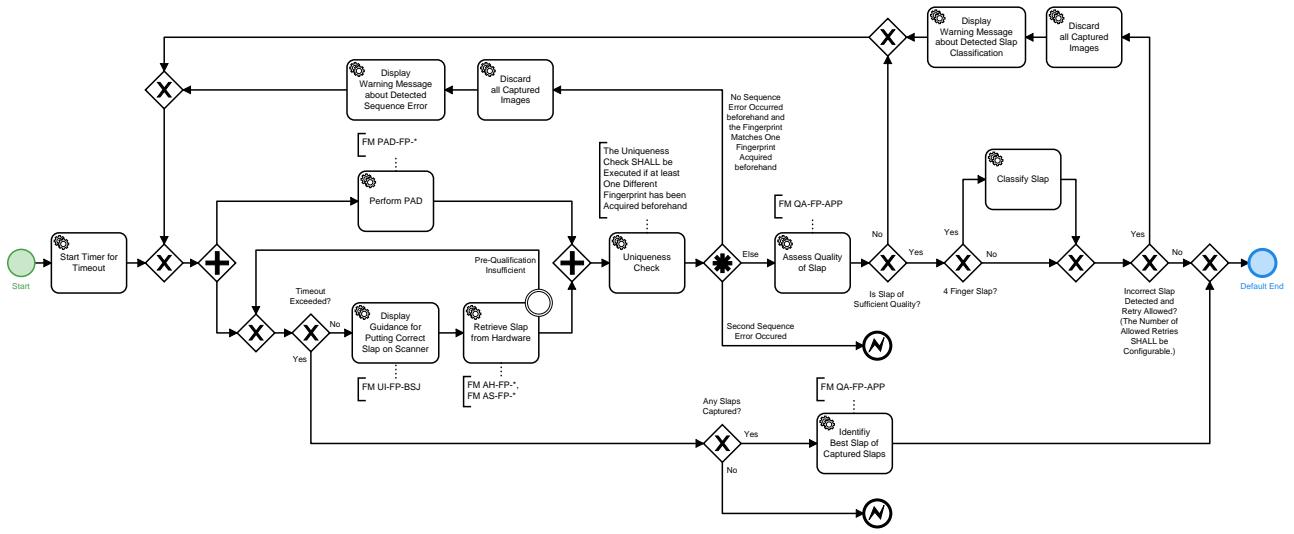 Display
Warning Message
about Detected Slap
Classification
Discard
all Captured
Images
Display
Warning Message
about Detected
Sequence Error
Discard
all Captured
Images
No Sequence
Error Occurred
beforehand and
the Fingerprint
Matches One
Fingerprint
Acquired
beforehand
FM PAD-FP-*
Perform PAD
The Uniqueness
Check SHALL be
Executed if at least
One Different
Fingerprint has been
Acquired beforehand
FM QA-FP-APP
Classify Slap
Start
Start Timer for
Timeout
Pre-Qualification
Insufficient
Uniqueness
Check
Else
Assess Quality
of Slap
No
Yes
Is Slap of
Sufficient Quality?
Yes
No
4 Finger Slap?
Yes
No
Incorrect Slap
Detected and
Retry Allowed?
(The Number of
Allowed Retries
SHALL be
Configurable.)
Default End
Timeout
Exceeded?
No
Yes
Display
Guidance for
Putting Correct
Slap on Scanner
Retrieve Slap
from Hardware
FM UI-FP-BSJ
FM AH-FP-*,
FM AS-FP-*
Second Sequence
Error Occured
Any Slaps
Captured?
Yes
No
FM QA-FP-APP
Identifiy
Best Slap of
Captured Slaps